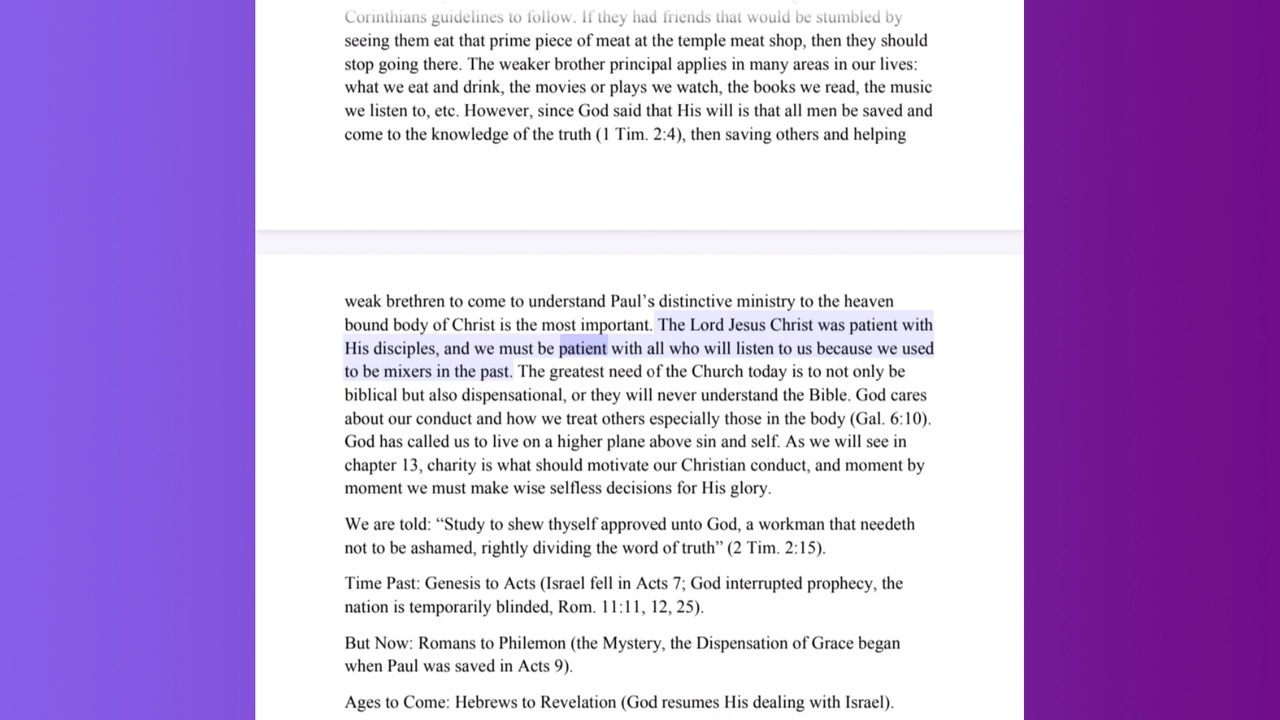 Corinthians guidelines to follow. If they had friends that would be stumbled by
seeing them eat that prime piece of meat at the temple meat shop, then they should
stop going there. The weaker brother principal applies in many areas in our lives:
what we eat and drink, the movies or plays we watch, the books we read, the music
we listen to, etc. However, since God said that His will is that all men be saved and
come to the knowledge of the truth (1 Tim. 2:4), then saving others and helping
weak brethren to come to understand Paul’s distinctive ministry to the heaven
bound body of Christ is the most important. The Lord Jesus Christ was patient with
His disciples, and we must be patient with all who will listen to us because we used
to be mixers in the past. The greatest need of the Church today is to not only be
biblical but also dispensational, or they will never understand the Bible. God cares
about our conduct and how we treat others especially those in the body (Gal. 6:10).
God has called us to live on a higher plane above sin and self. As we will see in
chapter 13, charity is what should motivate our Christian conduct, and moment by
moment we must make wise selfless decisions for His glory.
We are told: “Study to shew thyself approved unto God, a workman that needeth
not to be ashamed, rightly dividing the word of truth” (2 Tim. 2:15).
Time Past: Genesis to Acts (Israel fell in Acts 7; God interrupted prophecy, the
nation is temporarily blinded, Rom. 11:11, 12, 25).
But Now: Romans to Philemon (the Mystery, the Dispensation of Grace began
when Paul was saved in Acts 9).
Ages to Come: Hebrews to Revelation (God resumes His dealing with Israel).